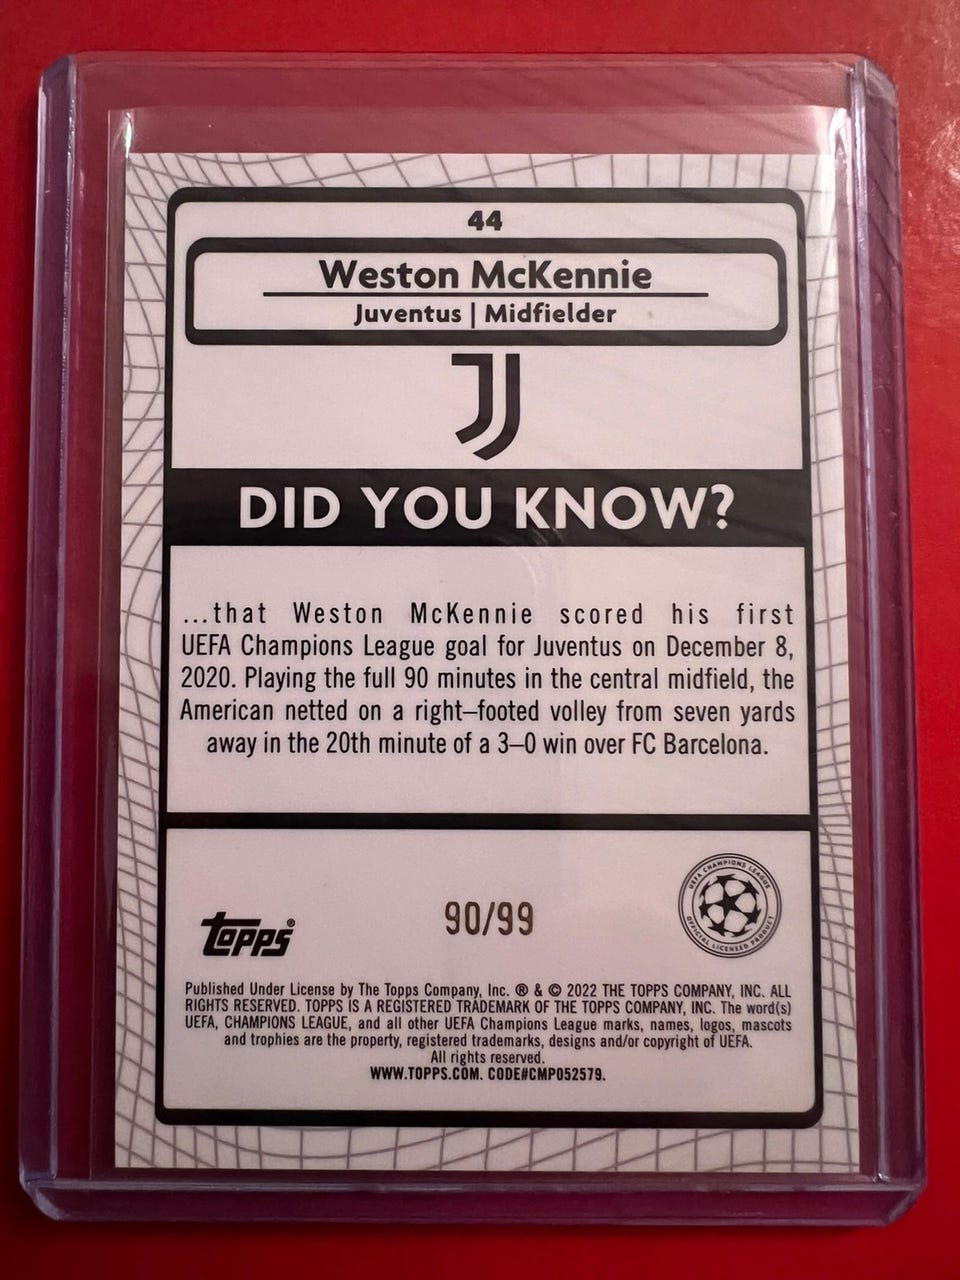 44
Weston McKennie
Juventus | Midfielder
DID YOU KNOW?
...that Weston McKennie scored his first
UEFA Champions League goal for Juventus on December 8,
2020. Playing the full 90 minutes in the central midfield, the
American netted on a right–footed volley from seven yards
away in the 20th minute of a 3–0 win over FC Barcelona.
UEFA CHAMPIONS LEAGUE
OFFICIAL LICENSED PRODUCT
topps®
90/99
Published Under License by The Topps Company, Inc. ® & © 2022 THE TOPPS COMPANY, INC. ALL
RIGHTS RESERVED. TOPPS IS A REGISTERED TRADEMARK OF THE TOPPS COMPANY, INC. The word(s)
UEFA, CHAMPIONS LEAGUE, and all other UEFA Champions League marks, names, logos, mascots
and trophies are the property, registered trademarks, designs and/or copyright of UEFA.
All rights reserved.
WWW.TOPPS.COM. CODE#CMP052579.